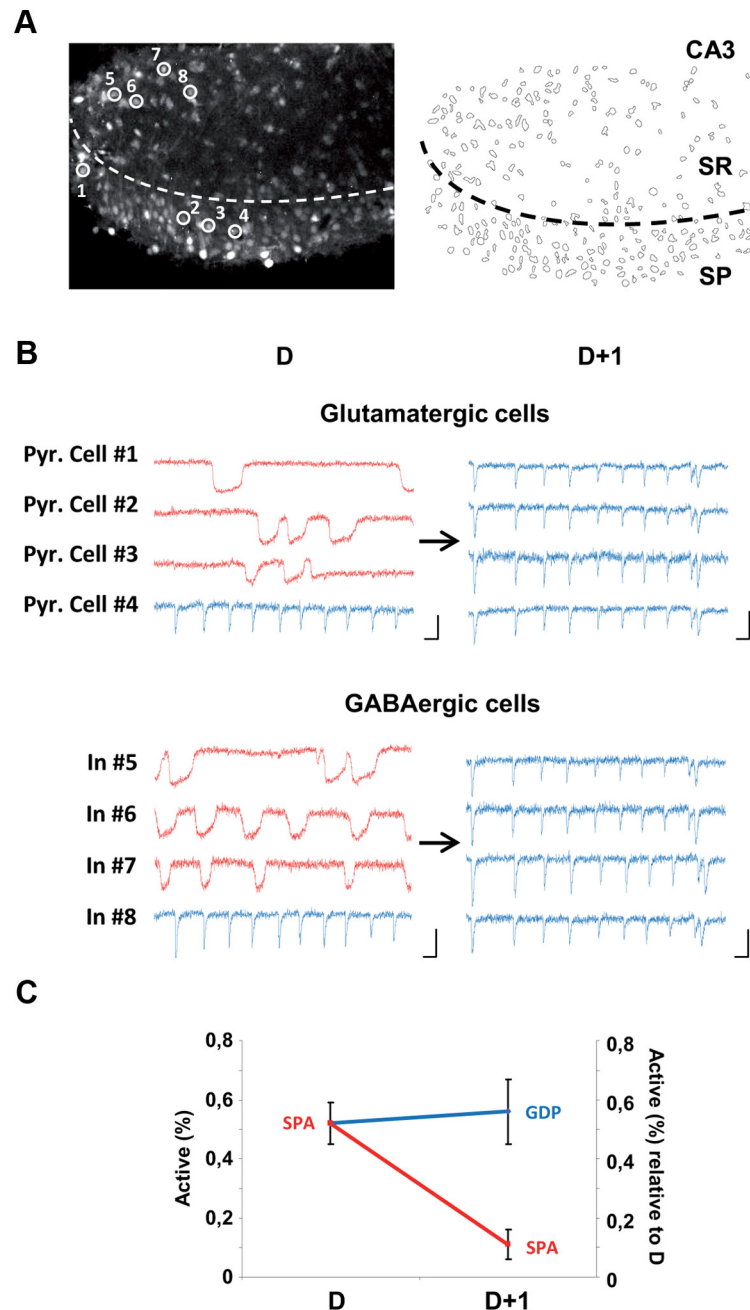 A
1
2
3
4
5
6
7
8
CA3
SR
SP
B
D
D+1
Glutamatergic cells
Pyr. Cell #1
Pyr. Cell #2
Pyr. Cell #3
Pyr. Cell #4
GABAergic cells
In #5
In #6
In #7
In #8
C
Active (%)
0,8
0,6
0,4
0,2
0
SPA
GDP
SPA
0,8
0,6
0,4
0,2
0
Active (%) relative to D
D
D+1